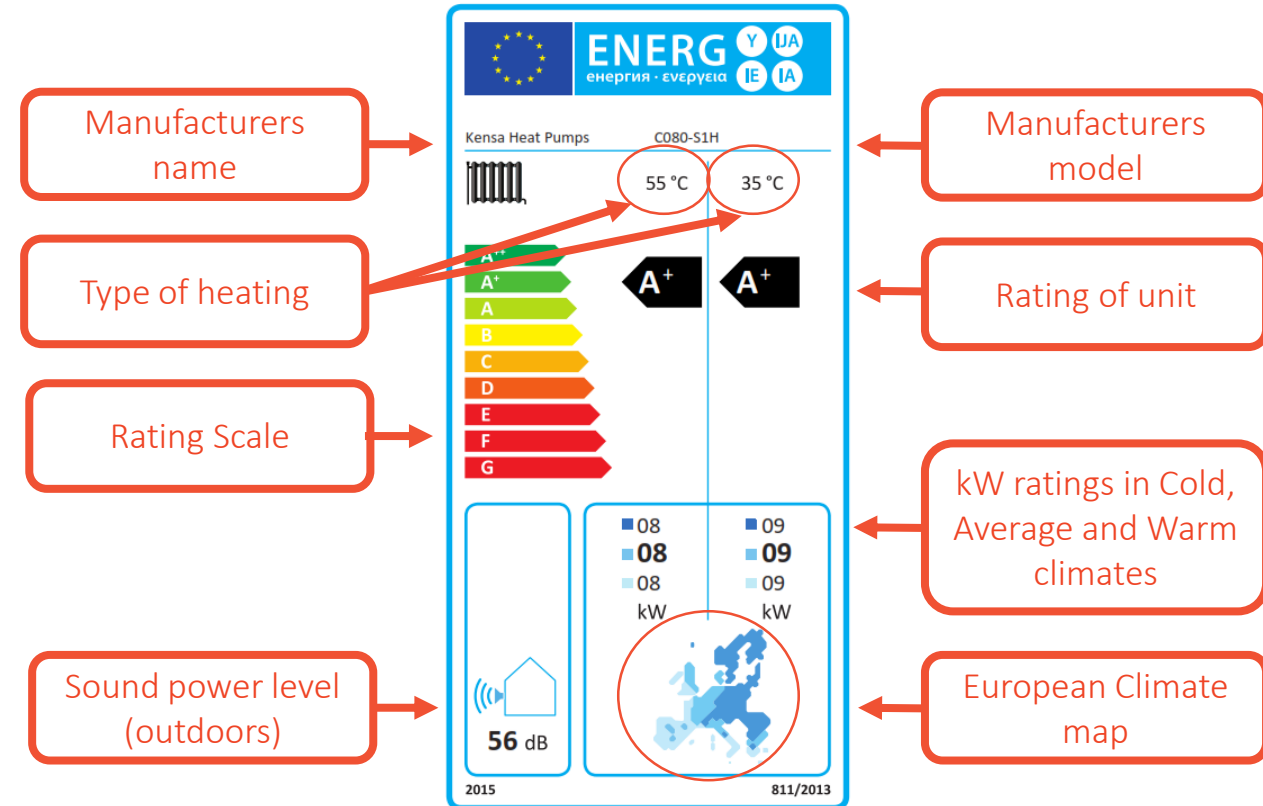 ENERG Y IJA
енергия · ενεργεια IE IA
Manufacturers
name
Kensa Heat Pumps C080-S1H
Manufacturers
model
55 °C 35 °C
Type of heating
A++
A+
A
B
C
D
E
F
G
A+ A+
Rating of unit
Rating Scale
08 09
08 09
08 09
kW kW
kW ratings in Cold,
Average and Warm
climates
Sound power level
(outdoors)
56 dB
European Climate
map
2015 811/2013